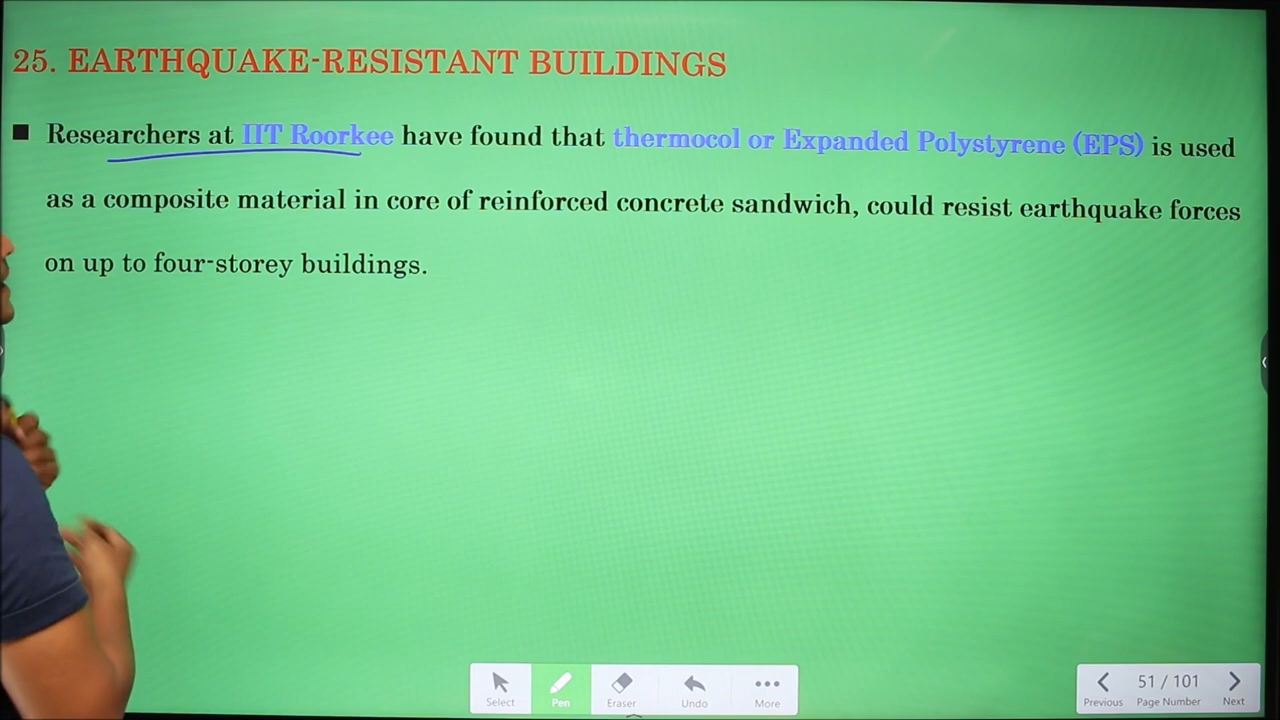 25. EARTHQUAKE-RESISTANT BUILDINGS
■ Researchers at IIT Roorkee have found that thermocol or Expanded Polystyrene (EPS) is used
as a composite material in core of reinforced concrete sandwich, could resist earthquake forces
on up to four-storey buildings.
Select Pen Eraser Undo More
51 / 101
Previous Page Number Next